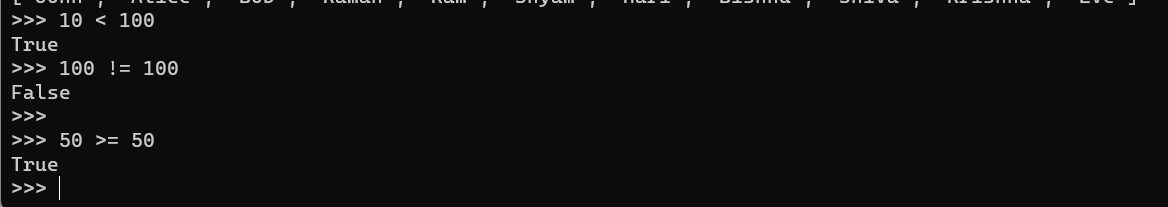 >>> 10 < 100
True
>>> 100 != 100
False
>>>
>>> 50 >= 50
True
>>>